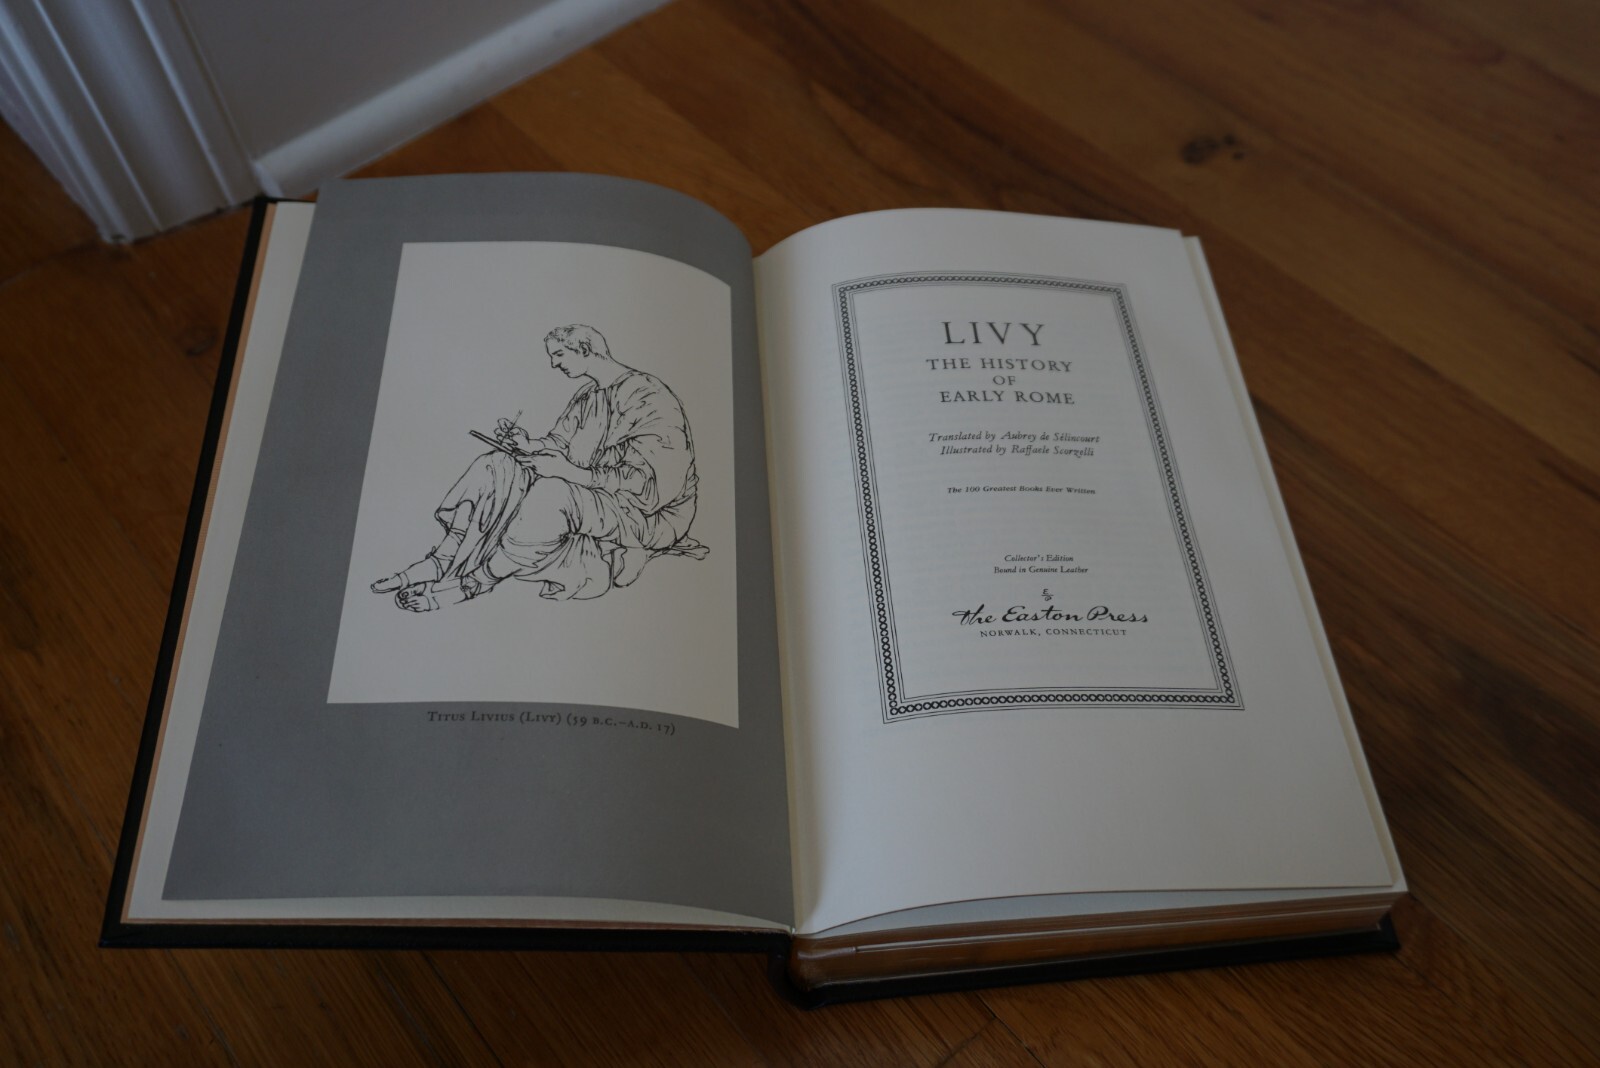 TITUS LIVIUS (LIVY) (59 B.C.–A.D. 17)
LIVY
THE HISTORY
OF
EARLY ROME
Translated by Aubrey de Sélincourt
Illustrated by Raffaele Scorzelli
The 100 Greatest Books Ever Written
Collector's Edition
Bound in Genuine Leather
E
P
The Easton Press
NORWALK, CONNECTICUT